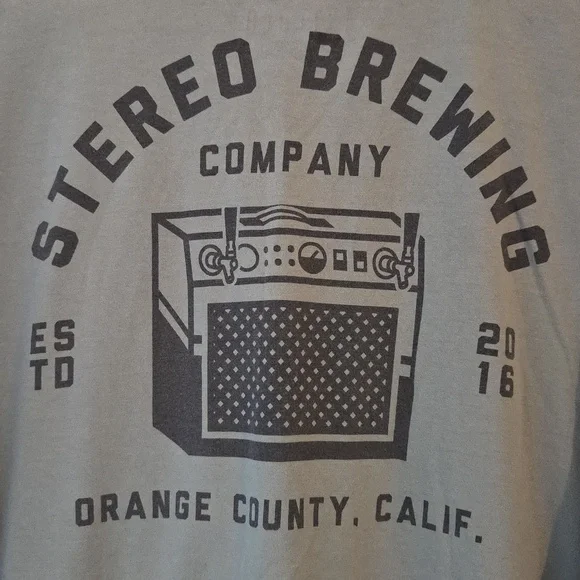 STEREO BREWING
COMPANY
ES 20
TD 16
ORANGE COUNTY, CALIF.